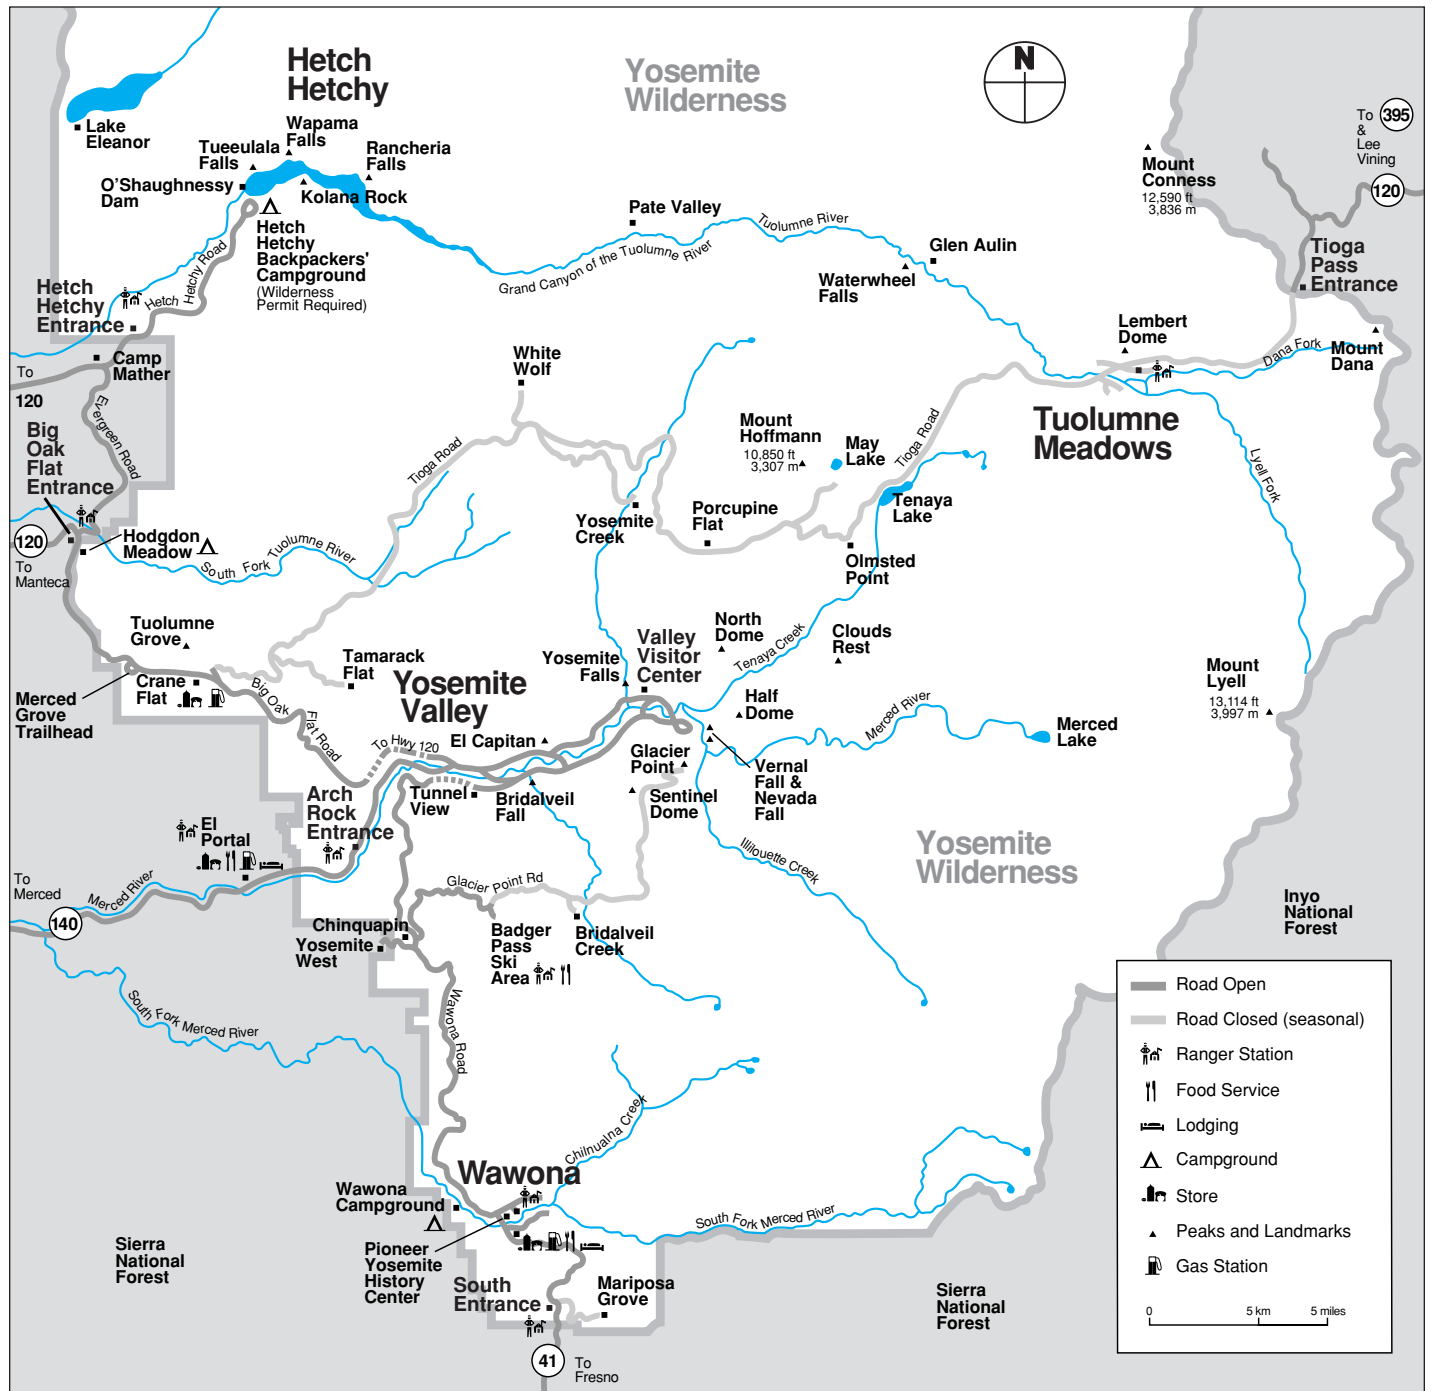 Hetch
Hetchy
Yosemite
Wilderness
N
To
395
&
Lee
Vining
120
Lake
Eleanor
Tueeulala
Falls
Wapama
Falls
Rancheria
Falls
O'Shaughnessy
Dam
Kolana Rock
Mount
Conness
12,590 ft
3,836 m
Hetch
Hetchy
Backpackers'
Campground
(Wilderness
Permit Required)
Pate Valley
Tuolumne River
Grand Canyon of the Tuolumne River
Glen Aulin
Waterwheel
Falls
Tioga
Pass
Entrance
Hetch
Hetchy
Entrance
Hetch
Hetchy Road
Camp
Mather
To
120
Evergreen Road
White
Wolf
Lembert
Dome
Dana Fork
Mount
Dana
Big
Oak
Flat
Entrance
Tuolumne
Meadows
Mount
Hoffmann
10,850 ft
3,307 m
May
Lake
Tioga Road
Tioga Road
Lyell Fork
Tenaya
Lake
Yosemite
Creek
Porcupine
Flat
Olmsted
Point
120
To
Manteca
Hodgdon
Meadow
South Fork Tuolumne River
Tuolumne
Grove
Crane
Flat
Merced
Grove
Trailhead
Tamarack
Flat
Yosemite
Valley
Yosemite
Falls
Valley
Visitor
Center
North
Dome
Tenaya Creek
Clouds
Rest
Half
Dome
Merced River
Merced
Lake
Mount
Lyell
13,114 ft
3,997 m
Big Oak
Flat Road
To Hwy 120
El Capitan
Glacier
Point
Vernal
Fall &
Nevada
Fall
Sentinel
Dome
Arch
Rock
Entrance
Tunnel
View
Bridalveil
Fall
El
Portal
Yosemite
Wilderness
Illilouette Creek
To
Merced
Merced River
140
Glacier Point Rd
Chinquapin
Yosemite
West
Badger
Pass
Ski
Area
Bridalveil
Creek
Inyo
National
Forest
South Fork Merced River
Wawona Road
Road Open
Road Closed (seasonal)
Ranger Station
Food Service
Lodging
Campground
Store
Peaks and Landmarks
Gas Station
0
5 km
5 miles
Chilnualna Creek
Wawona
Wawona
Campground
South Fork Merced River
Pioneer
Yosemite
History
Center
South
Entrance
Mariposa
Grove
Sierra
National
Forest
Sierra
National
Forest
41
To
Fresno